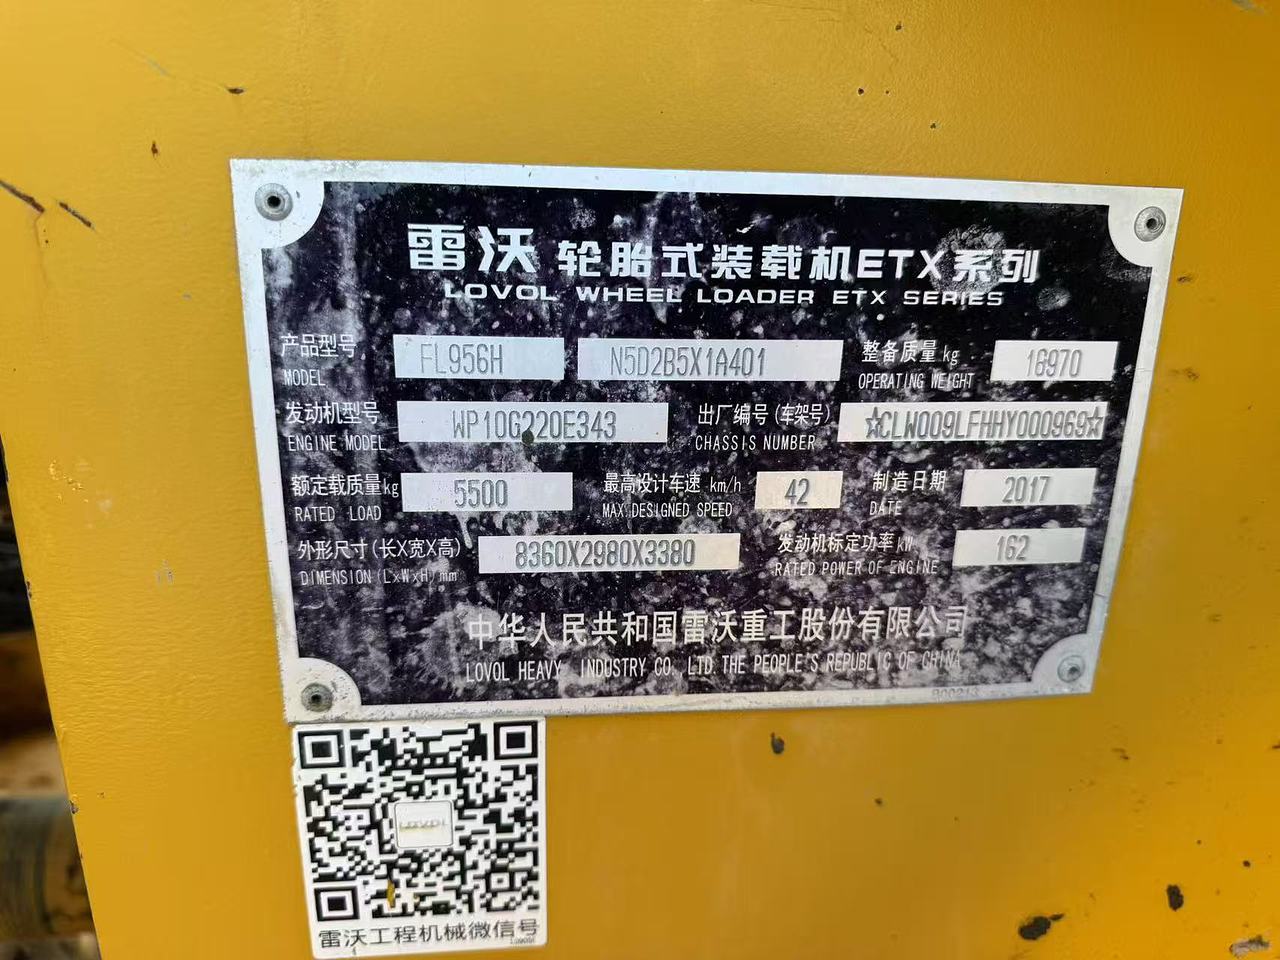 雷沃 轮胎式装载机ETX系列
LOVOL WHEEL LOADER ETX SERIES
产品型号 FL956H N5D2B5X1A401 整备质量kg 16970
MODEL OPERATING WEIGHT
发动机型号 WP10G220E343 出厂编号(车架号) ☆CLW009LFHHY000969☆
ENGINE MODEL CHASSIS NUMBER
额定载质量kg 5500 最高设计车速 km/h 42 制造日期 2017
RATED LOAD MAX.DESIGNED SPEED DATE
外形尺寸(长X宽X高) 8360X2980X3380 发动机标定功率kW 162
DIMENSION(LxWxH)mm RATED POWER OF ENGINE
中华人民共和国雷沃重工股份有限公司
LOVOL HEAVY INDUSTRY CO.,LTD.THE PEOPLE'S REPUBLIC OF CHINA
LOVOL
雷沃工程机械微信号